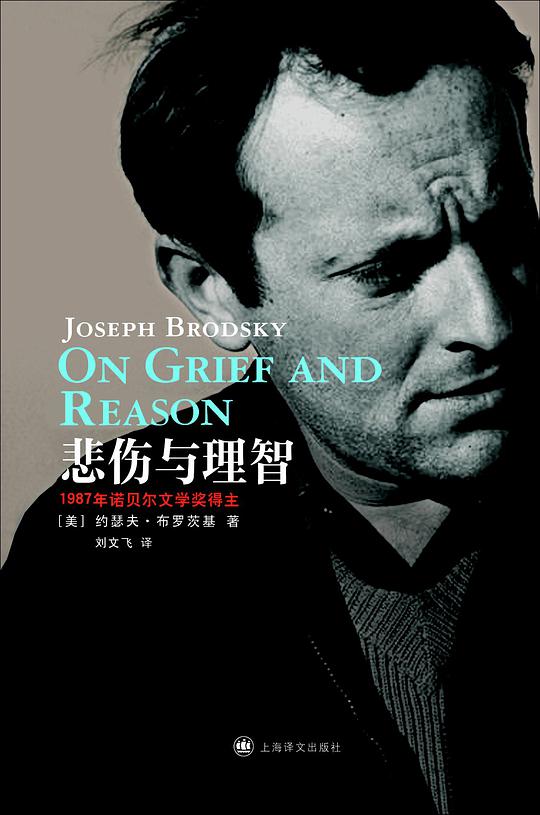 JOSEPH BRODSKY
ON GRIEF AND
REASON
悲伤与理智
1987年诺贝尔文学奖得主
［美］约瑟夫·布罗茨基 著
刘文飞 译
上海译文出版社